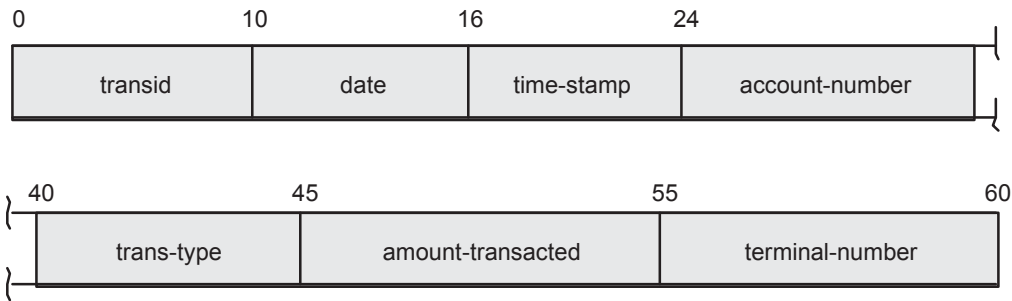 0 10 16 24
transid date time-stamp account-number
40 45 55 60
trans-type amount-transacted terminal-number